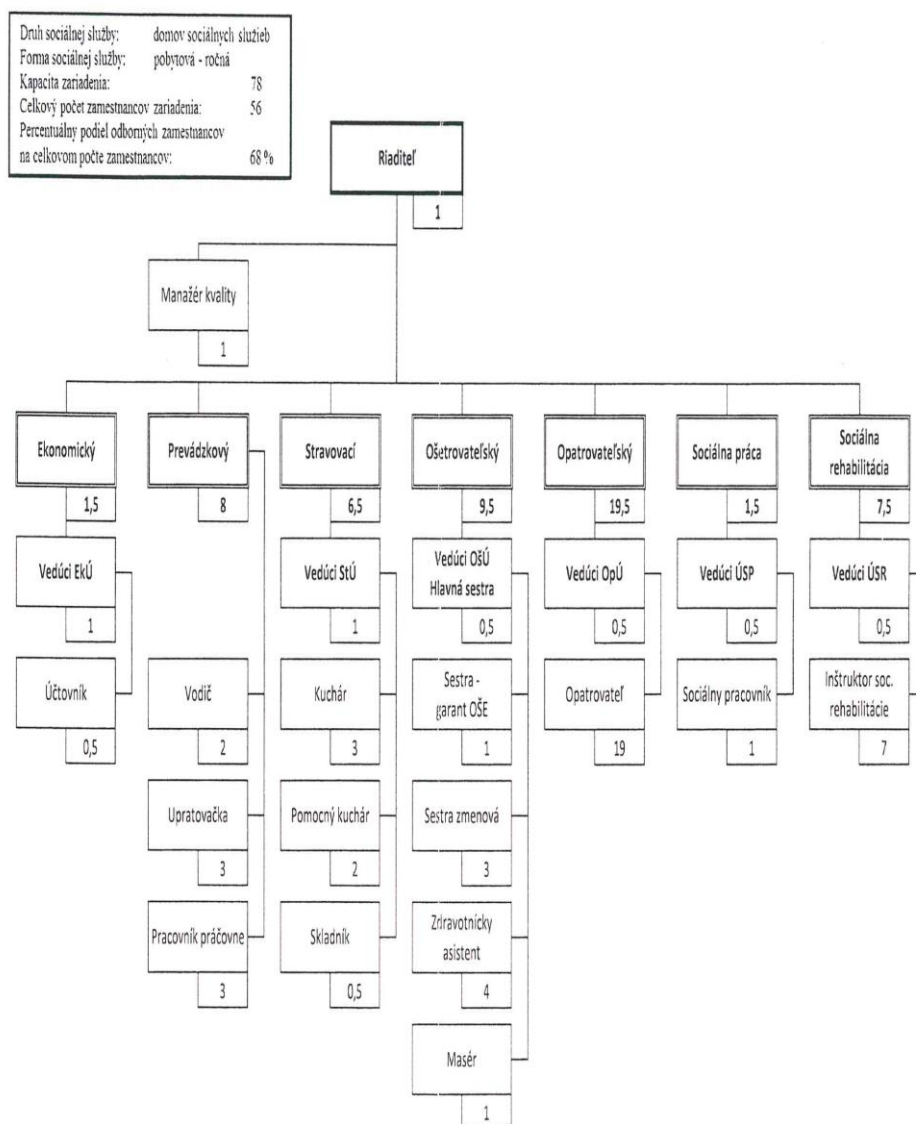 Druh sociálnej služby: domov sociálnych služieb
Forma sociálnej služby: pobytová - ročná
Kapacita zariadenia: 78
Celkový počet zamestnancov zariadenia: 56
Percentuálny podiel odborných zamestnancov
na celkovom počte zamestnancov: 68 %
Riaditeľ
1
Manažér kvality
1
Ekonomický
1,5
Vedúci EkÚ
1
Účtovník
0,5
Prevádzkový
8
Vodič
2
Upratovačka
3
Pracovník práčovne
3
Stravovací
6,5
Vedúci StÚ
1
Kuchár
3
Pomocný kuchár
2
Skladník
0,5
Ošetrovateľský
9,5
Vedúci OšÚ
Hlavná sestra
0,5
Sestra -
garant OŠE
1
Sestra zmenová
3
Zdravotnícky
asistent
4
Masér
1
Opatrovateľský
19,5
Vedúci OpÚ
0,5
Opatrovateľ
19
Sociálna práca
1,5
Vedúci ÚSP
0,5
Sociálny pracovník
1
Sociálna
rehabilitácia
7,5
Vedúci ÚSR
0,5
Inštruktor soc.
rehabilitácie
7